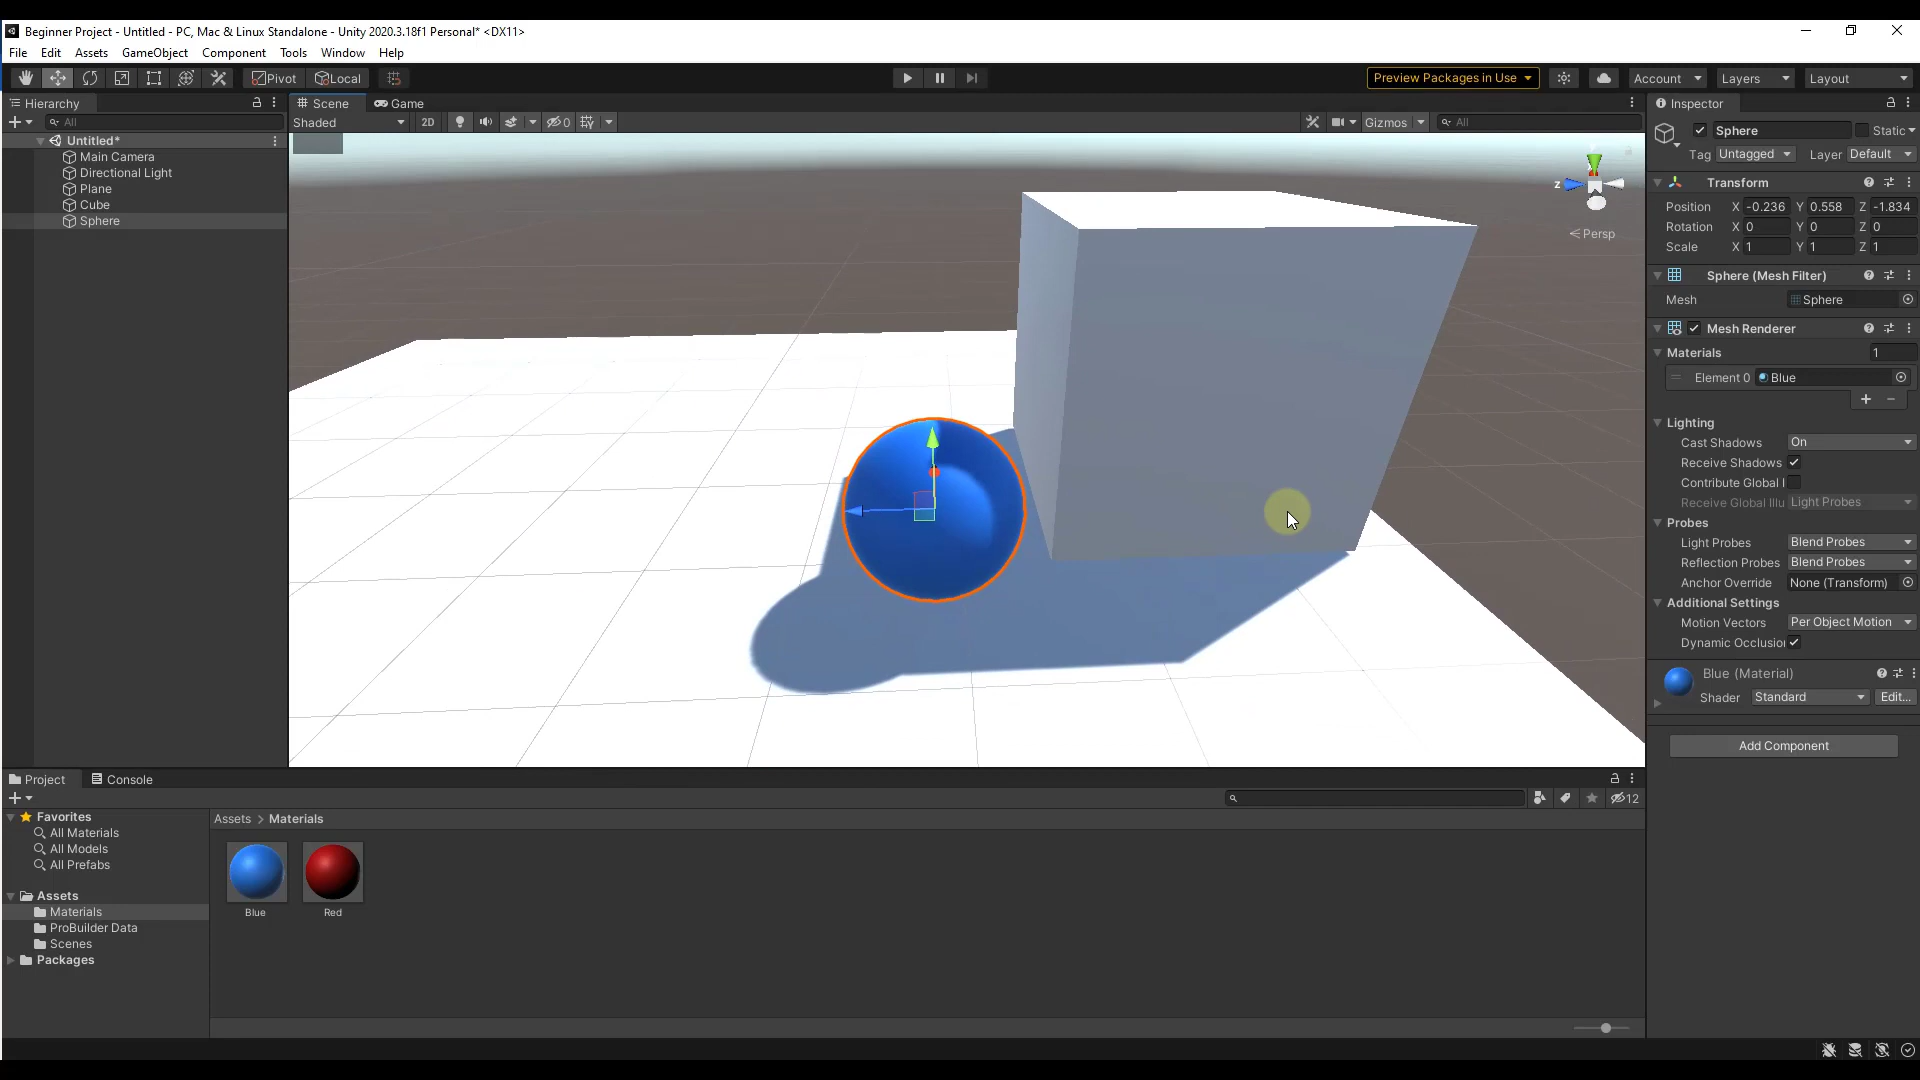 Beginner Project - Untitled - PC, Mac & Linux Standalone - Unity 2020.3.18f1 Personal* <DX11>
File Edit Assets GameObject Component Tools Window Help
Pivot Local Preview Packages in Use Account Layers Layout
Hierarchy
All
Untitled*
Main Camera
Directional Light
Plane
Cube
Sphere
Scene Game
Shaded 2D 0 Gizmos All
z
Persp
Inspector
Sphere Static
Tag Untagged Layer Default
Transform
Position X -0.236 Y 0.558 Z -1.834
Rotation X 0 Y 0 Z 0
Scale X 1 Y 1 Z 1
Sphere (Mesh Filter)
Mesh Sphere
Mesh Renderer
Materials 1
Element 0 Blue
Lighting
Cast Shadows On
Receive Shadows
Contribute Global I
Receive Global Illu Light Probes
Probes
Light Probes Blend Probes
Reflection Probes Blend Probes
Anchor Override None (Transform)
Additional Settings
Motion Vectors Per Object Motion
Dynamic Occlusion
Blue (Material)
Shader Standard Edit...
Add Component
Project Console
12
Favorites
All Materials
All Models
All Prefabs
Assets
Materials
ProBuilder Data
Scenes
Packages
Assets > Materials
Blue Red